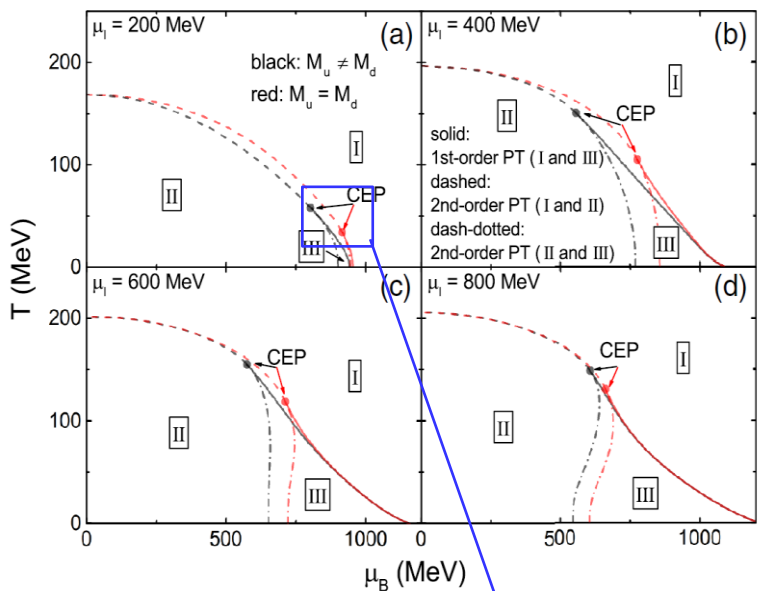 μI = 200 MeV
(a)
black: Mu ≠ Md
red: Mu = Md
I
II
CEP
III
μI = 400 MeV
(b)
I
II
CEP
solid:
1st-order PT ( I and III)
dashed:
2nd-order PT ( I and II)
dash-dotted:
2nd-order PT ( II and III)
III
μI = 600 MeV
(c)
CEP
I
II
III
μI = 800 MeV
(d)
CEP
I
II
III
T (MeV)
200
100
0
200
100
0
0 500 1000
500 1000
μB (MeV)